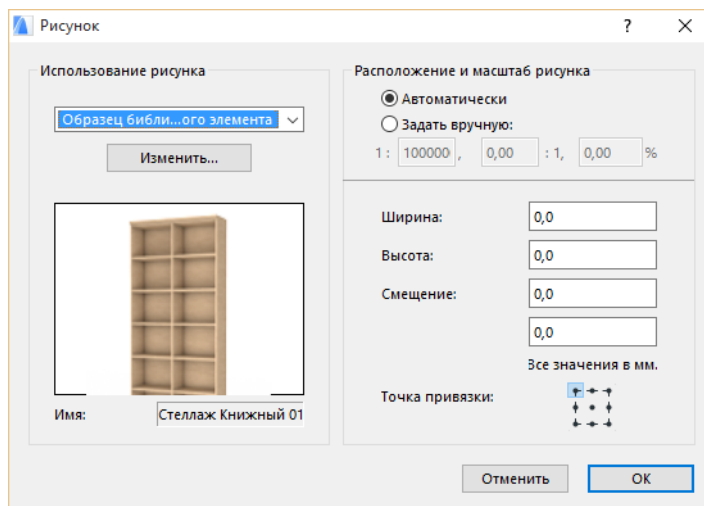 Рисунок
?
Использование рисунка
Образец библи...ого элемента
Изменить...
Имя:
Стеллаж Книжный 01
Расположение и масштаб рисунка
Автоматически
Задать вручную:
1 : 100000 , 0,00 : 1, 0,00 %
Ширина: 0,0
Высота: 0,0
Смещение: 0,0
0,0
Все значения в мм.
Точка привязки:
Отменить
ОК